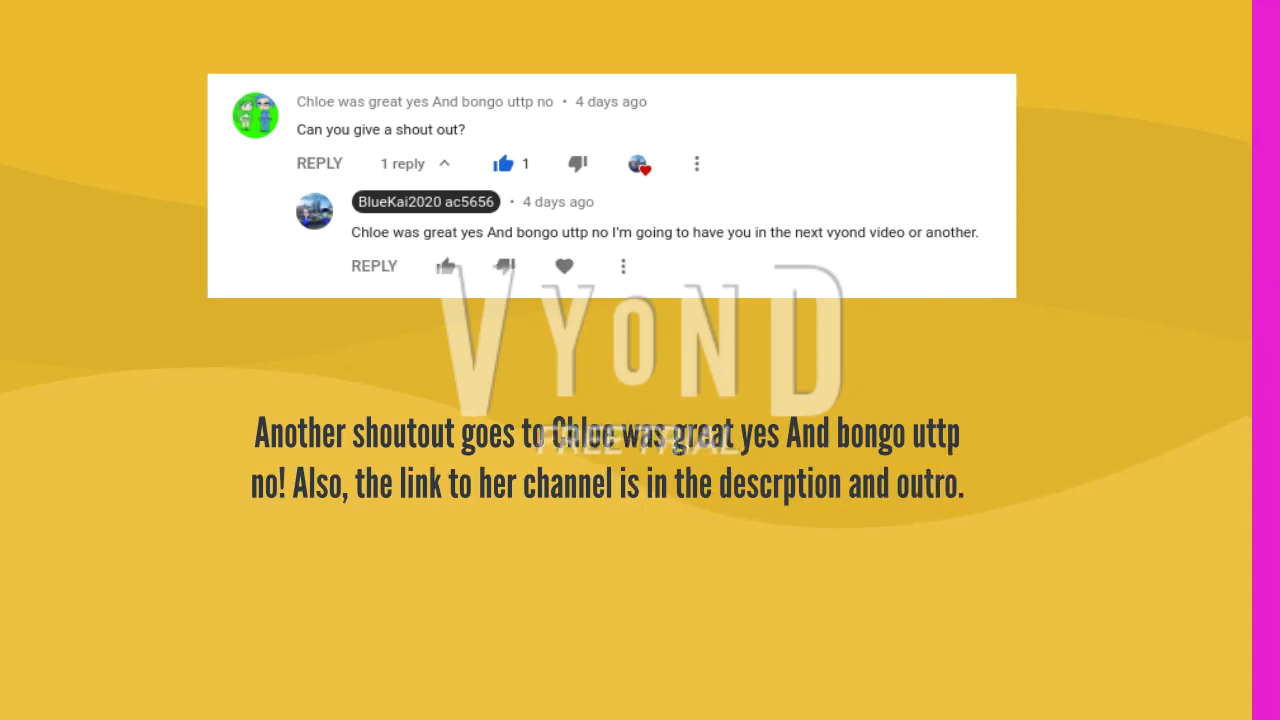 Chloe was great yes And bongo uttp no • 4 days ago
Can you give a shout out?
REPLY 1 reply 1
BlueKai2020 ac5656 • 4 days ago
Chloe was great yes And bongo uttp no I'm going to have you in the next vyond video or another.
REPLY
VYOND
FREE TRIAL
Another shoutout goes to Chloe was great yes And bongo uttp
no! Also, the link to her channel is in the descrption and outro.